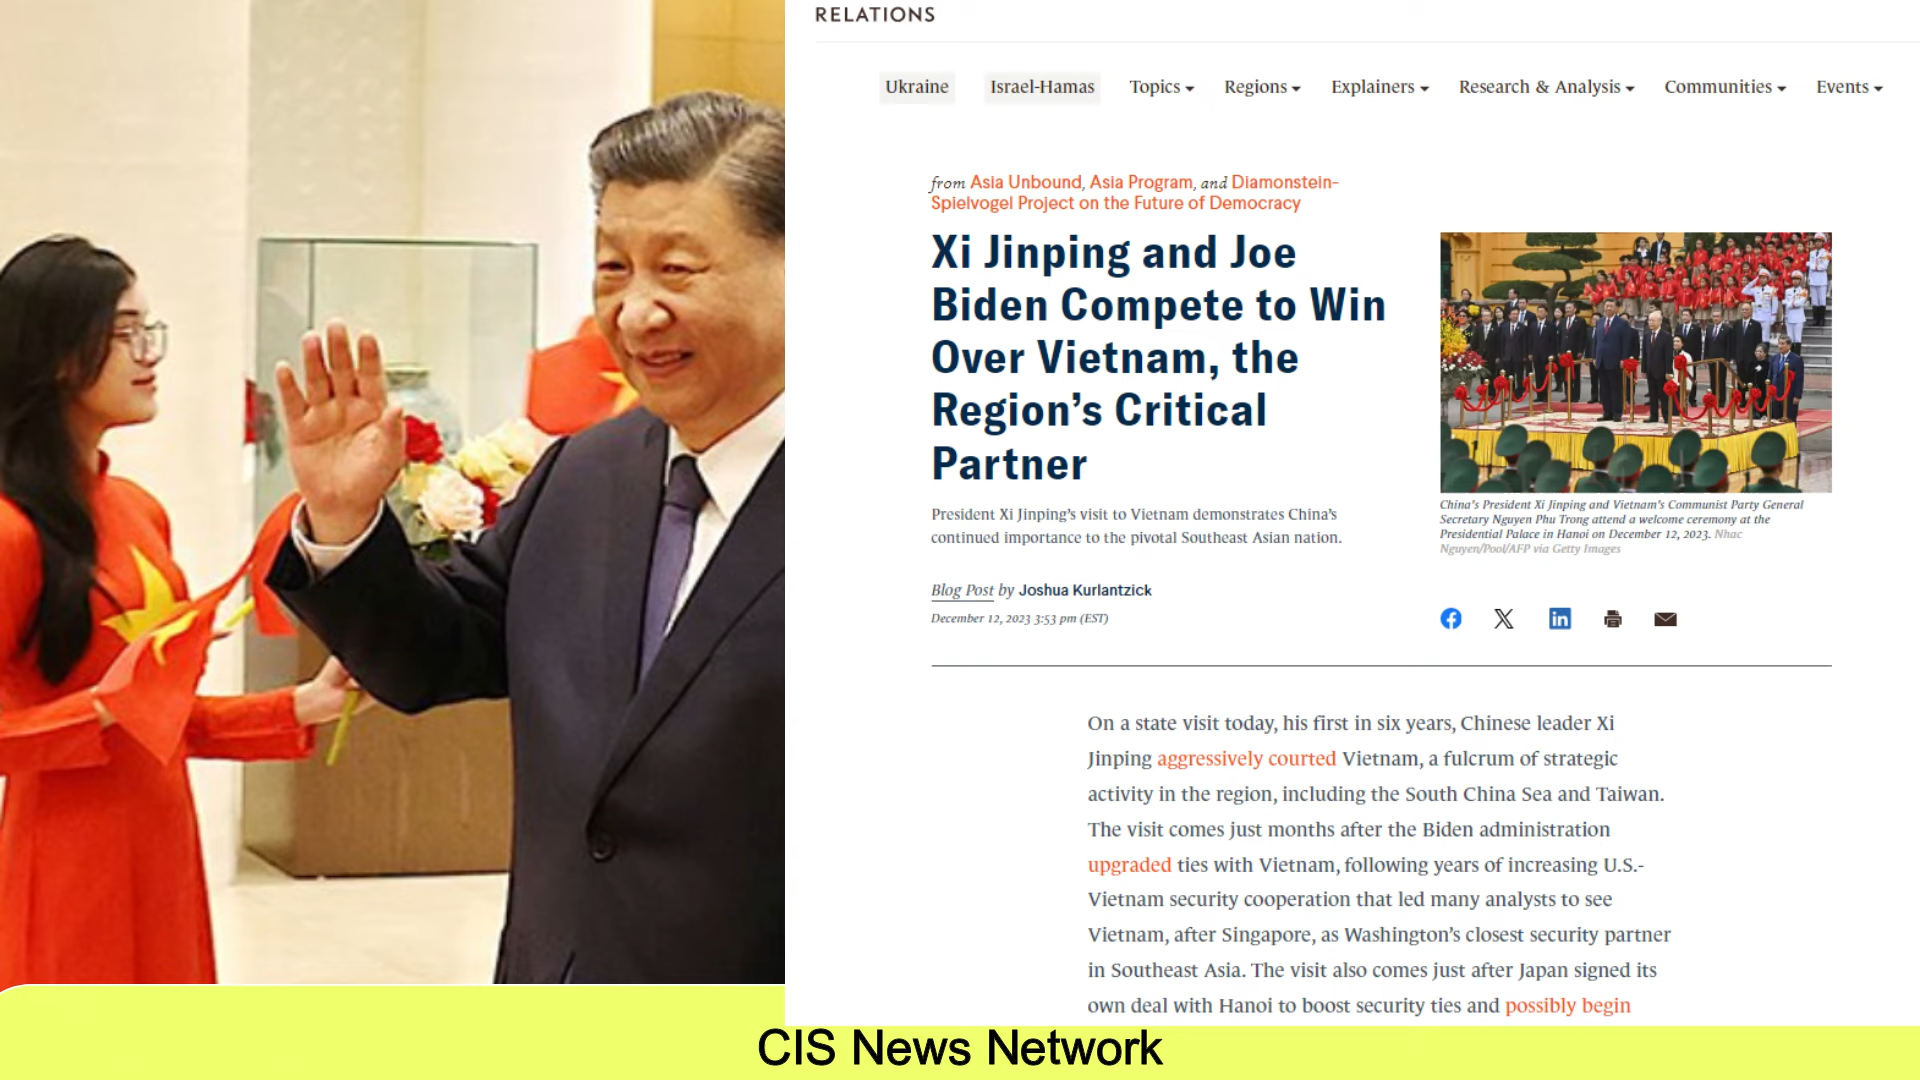 RELATIONS
Ukraine Israel-Hamas Topics Regions Explainers Research & Analysis Communities Events
from Asia Unbound, Asia Program, and Diamonstein-
Spielvogel Project on the Future of Democracy
Xi Jinping and Joe
Biden Compete to Win
Over Vietnam, the
Region's Critical
Partner
President Xi Jinping's visit to Vietnam demonstrates China's
continued importance to the pivotal Southeast Asian nation.
Blog Post by Joshua Kurlantzick
December 12, 2023 3:53 pm (EST)
China's President Xi Jinping and Vietnam's Communist Party General
Secretary Nguyen Phu Trong attend a welcome ceremony at the
Presidential Palace in Hanoi on December 12, 2023. Nhac
Nguyen/Pool/AFP via Getty Images
On a state visit today, his first in six years, Chinese leader Xi
Jinping aggressively courted Vietnam, a fulcrum of strategic
activity in the region, including the South China Sea and Taiwan.
The visit comes just months after the Biden administration
upgraded ties with Vietnam, following years of increasing U.S.-
Vietnam security cooperation that led many analysts to see
Vietnam, after Singapore, as Washington's closest security partner
in Southeast Asia. The visit also comes just after Japan signed its
own deal with Hanoi to boost security ties and possibly begin
CIS News Network